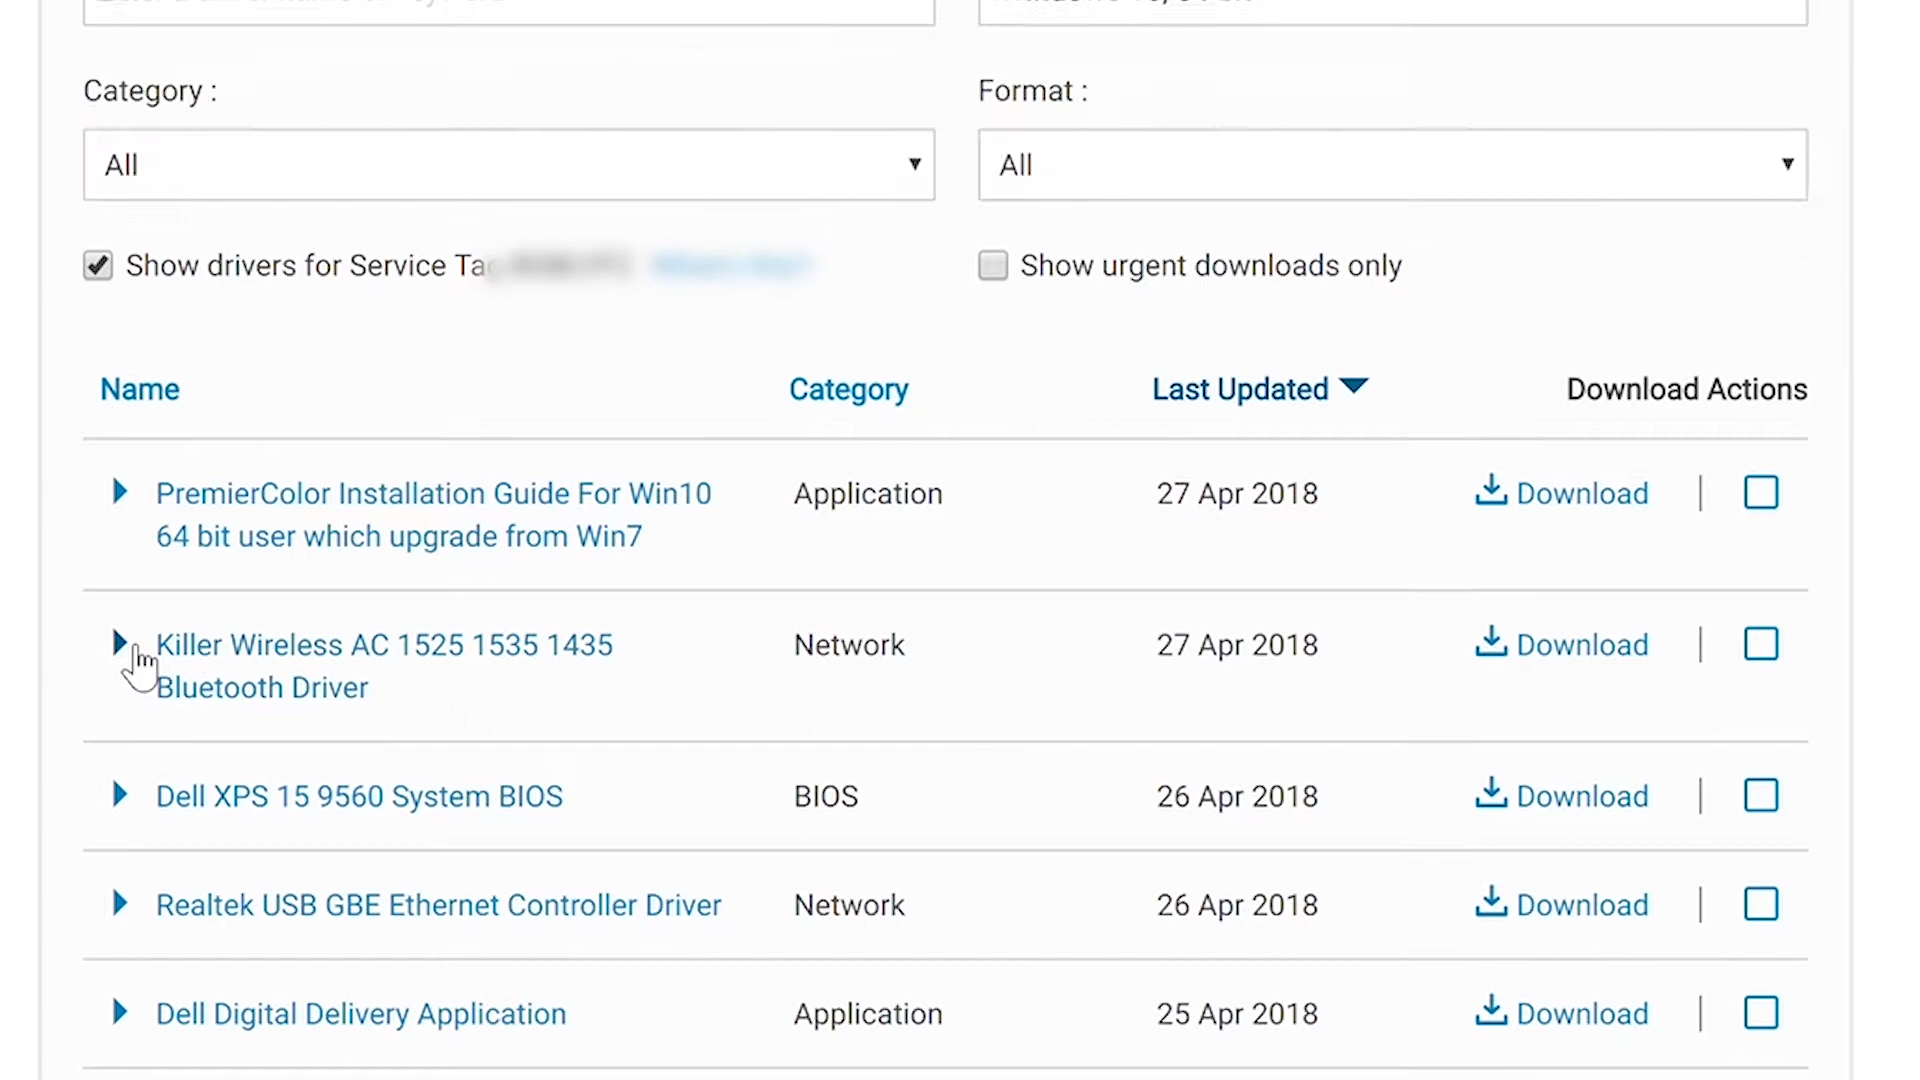 Category :
Format :
All
All
Show drivers for Service Tag
Show urgent downloads only
Name
Category
Last Updated
Download Actions
PremierColor Installation Guide For Win10
64 bit user which upgrade from Win7
Application
27 Apr 2018
Download
Killer Wireless AC 1525 1535 1435
Bluetooth Driver
Network
27 Apr 2018
Download
Dell XPS 15 9560 System BIOS
BIOS
26 Apr 2018
Download
Realtek USB GBE Ethernet Controller Driver
Network
26 Apr 2018
Download
Dell Digital Delivery Application
Application
25 Apr 2018
Download